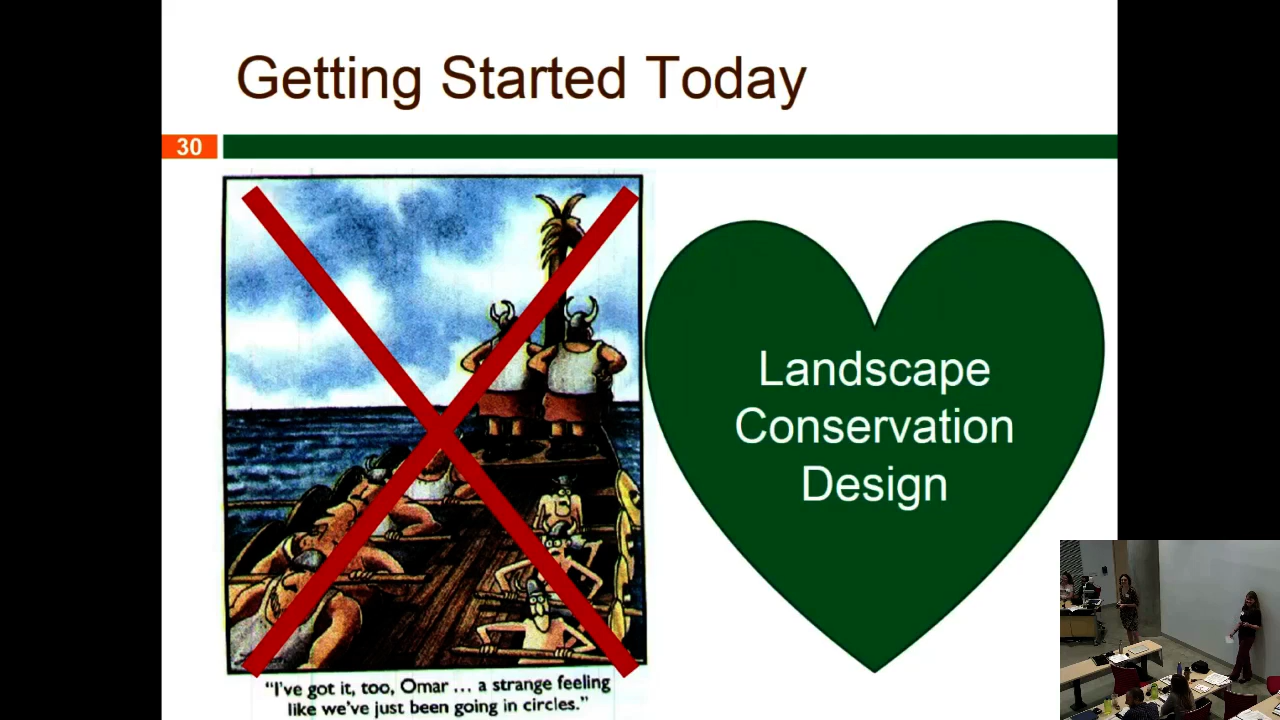 Getting Started Today
30
Landscape
Conservation
Design
"I've got it, too, Omar ... a strange feeling
like we've just been going in circles."